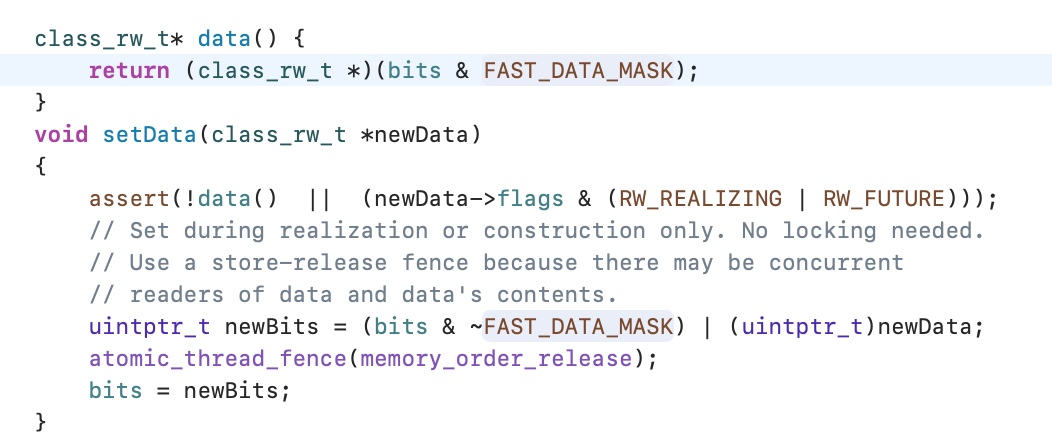 class_rw_t* data() {
    return (class_rw_t *)(bits & FAST_DATA_MASK);
}
void setData(class_rw_t *newData)
{
    assert(!data()  ||  (newData->flags & (RW_REALIZING | RW_FUTURE)));
    // Set during realization or construction only. No locking needed.
    // Use a store-release fence because there may be concurrent
    // readers of data and data's contents.
    uintptr_t newBits = (bits & ~FAST_DATA_MASK) | (uintptr_t)newData;
    atomic_thread_fence(memory_order_release);
    bits = newBits;
}